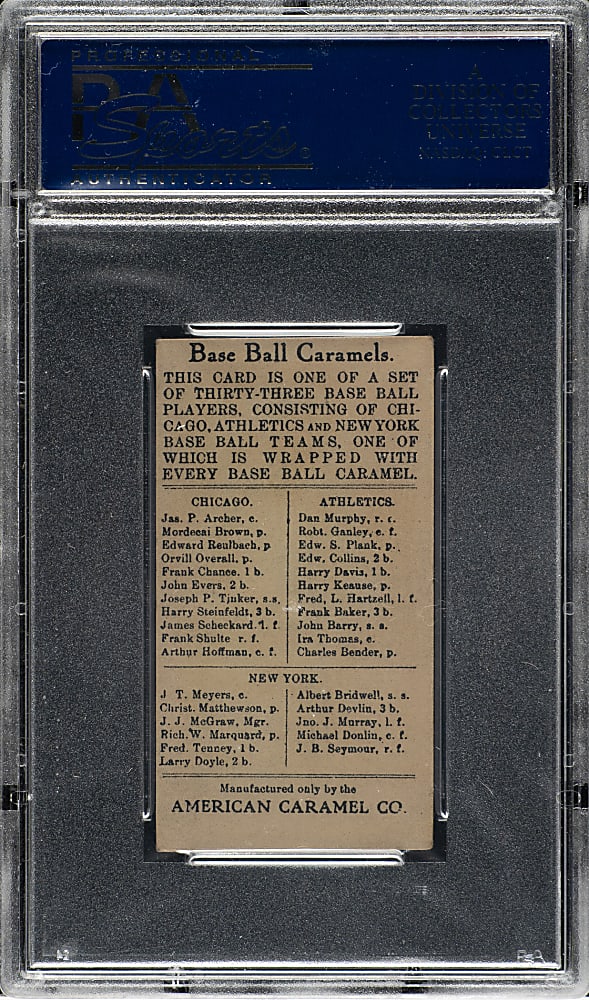 PROFESSIONAL
PSA
Sports.
AUTHENTICATOR
A
DIVISION OF
COLLECTORS
UNIVERSE
NASDAQ: CLCT
Base Ball Caramels.
THIS CARD IS ONE OF A SET
OF THIRTY-THREE BASE BALL
PLAYERS, CONSISTING OF CHI-
CAGO, ATHLETICS AND NEW YORK
BASE BALL TEAMS, ONE OF
WHICH IS WRAPPED WITH
EVERY BASE BALL CARAMEL.
CHICAGO.
Jas. P. Archer, c.
Mordecai Brown, p.
Edward Reulbach, p
Orvill Overall, p.
Frank Chance. 1 b.
John Evers, 2 b.
Joseph P. Tinker, s.s.
Harry Steinfeldt, 3 b.
James Scheckard. l. f.
Frank Shulte r. f.
Arthur Hoffman, c. f.
ATHLETICS.
Dan Murphy, r. f.
Robt. Ganley, c. f.
Edw. S. Plank, p.
Edw. Collins, 2 b.
Harry Davis, 1 b.
Harry Keause, p.
Fred, L. Hartzell, l. f.
Frank Baker, 3 b.
John Barry, s. s.
Ira Thomas, c.
Charles Bender, p.
NEW YORK.
J T. Meyers, c.
Christ. Matthewson, p.
J. J. McGraw, Mgr.
Rich. W. Marquard, p.
Fred. Tenney, 1 b.
Larry Doyle, 2 b.
Albert Bridwell, s. s.
Arthur Devlin, 3 b.
Jno. J. Murray, l. f.
Michael Donlin, c. f.
J. B. Seymour, r. f.
Manufactured only by the
AMERICAN CARAMEL CO.
42
PSA